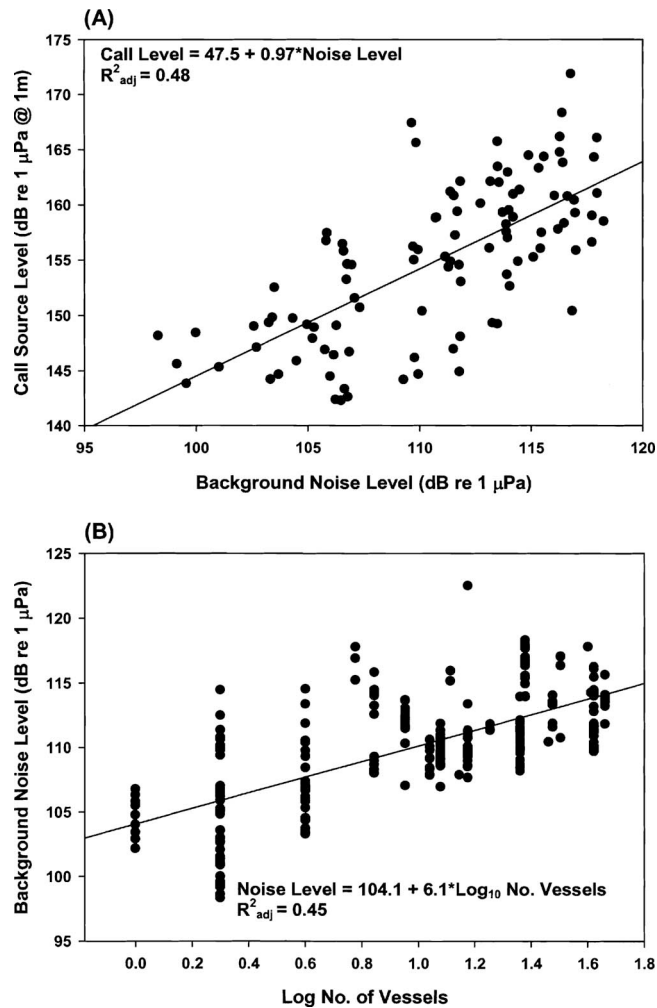 (A)
Call Level = 47.5 + 0.97*Noise Level
R²adj = 0.48
175
170
165
160
155
150
145
140
Call Source Level (dB re 1 μPa @ 1m)
95 100 105 110 115 120
Background Noise Level (dB re 1 μPa)
(B)
125
120
115
110
105
100
95
Background Noise Level (dB re 1 μPa)
Noise Level = 104.1 + 6.1*Log₁₀ No. Vessels
R²adj = 0.45
0.0 0.2 0.4 0.6 0.8 1.0 1.2 1.4 1.6 1.8
Log No. of Vessels